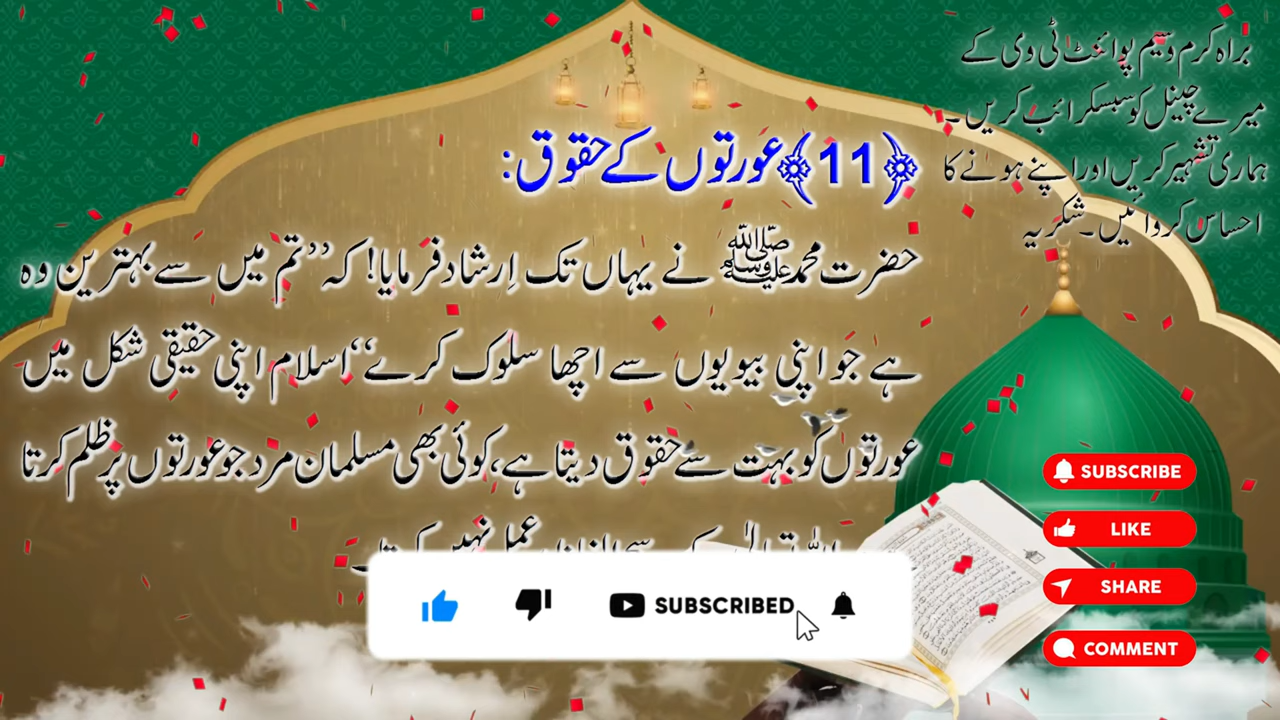 براہ کرم وسیم پوائنٹ ٹی وی کے
میرے چینل کو سبسکرائب کریں۔
ہماری تشہیر کریں اور اپنے ہونے کا
احساس کروائیں۔ شکریہ
﴿11﴾عورتوں کے حقوق:
حضرت محمد ﷺ نے یہاں تک اِرشاد فرمایا! کہ ’’تم میں سے بہترین وہ
ہے جو اپنی بیویوں سے اچھا سلوک کرے‘‘ اسلام اپنی حقیقی شکل میں
عورتوں کو بہت سے حقوق دیتا ہے، کوئی بھی مسلمان مرد جو عورتوں پر ظلم کرتا
عمل نہیں
SUBSCRIBE
LIKE
SHARE
COMMENT
SUBSCRIBED